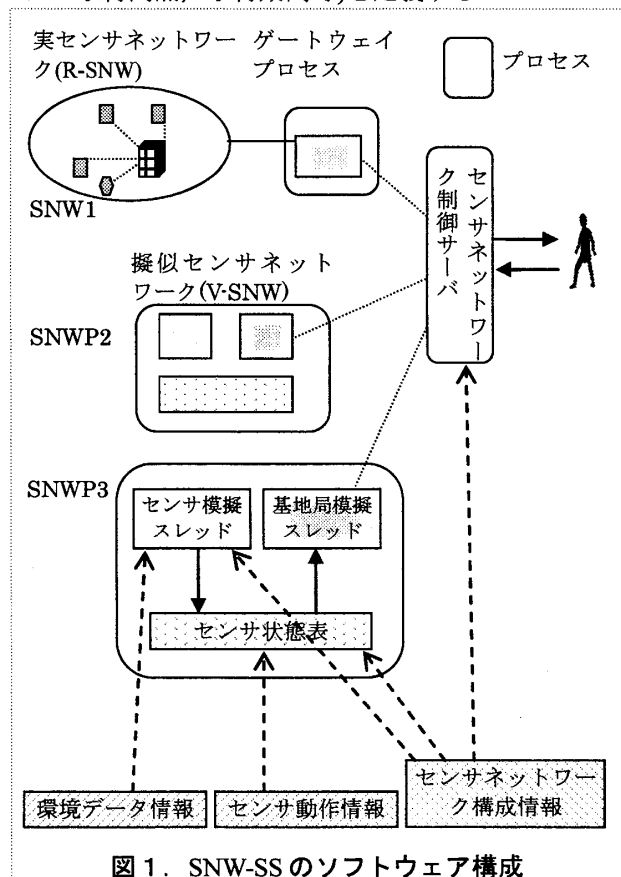 実センサネットワー
ク(R-SNW)
ゲートウェイ
プロセス
プロセス
SNW1
センサネットワー
ク制御サーバ
擬似センサネット
ワーク(V-SNW)
SNWP2
SNWP3
センサ模擬
スレッド
基地局模擬
スレッド
センサ状態表
環境データ情報
センサ動作情報
センサネットワー
ク構成情報
図1. SNW-SSのソフトウェア構成